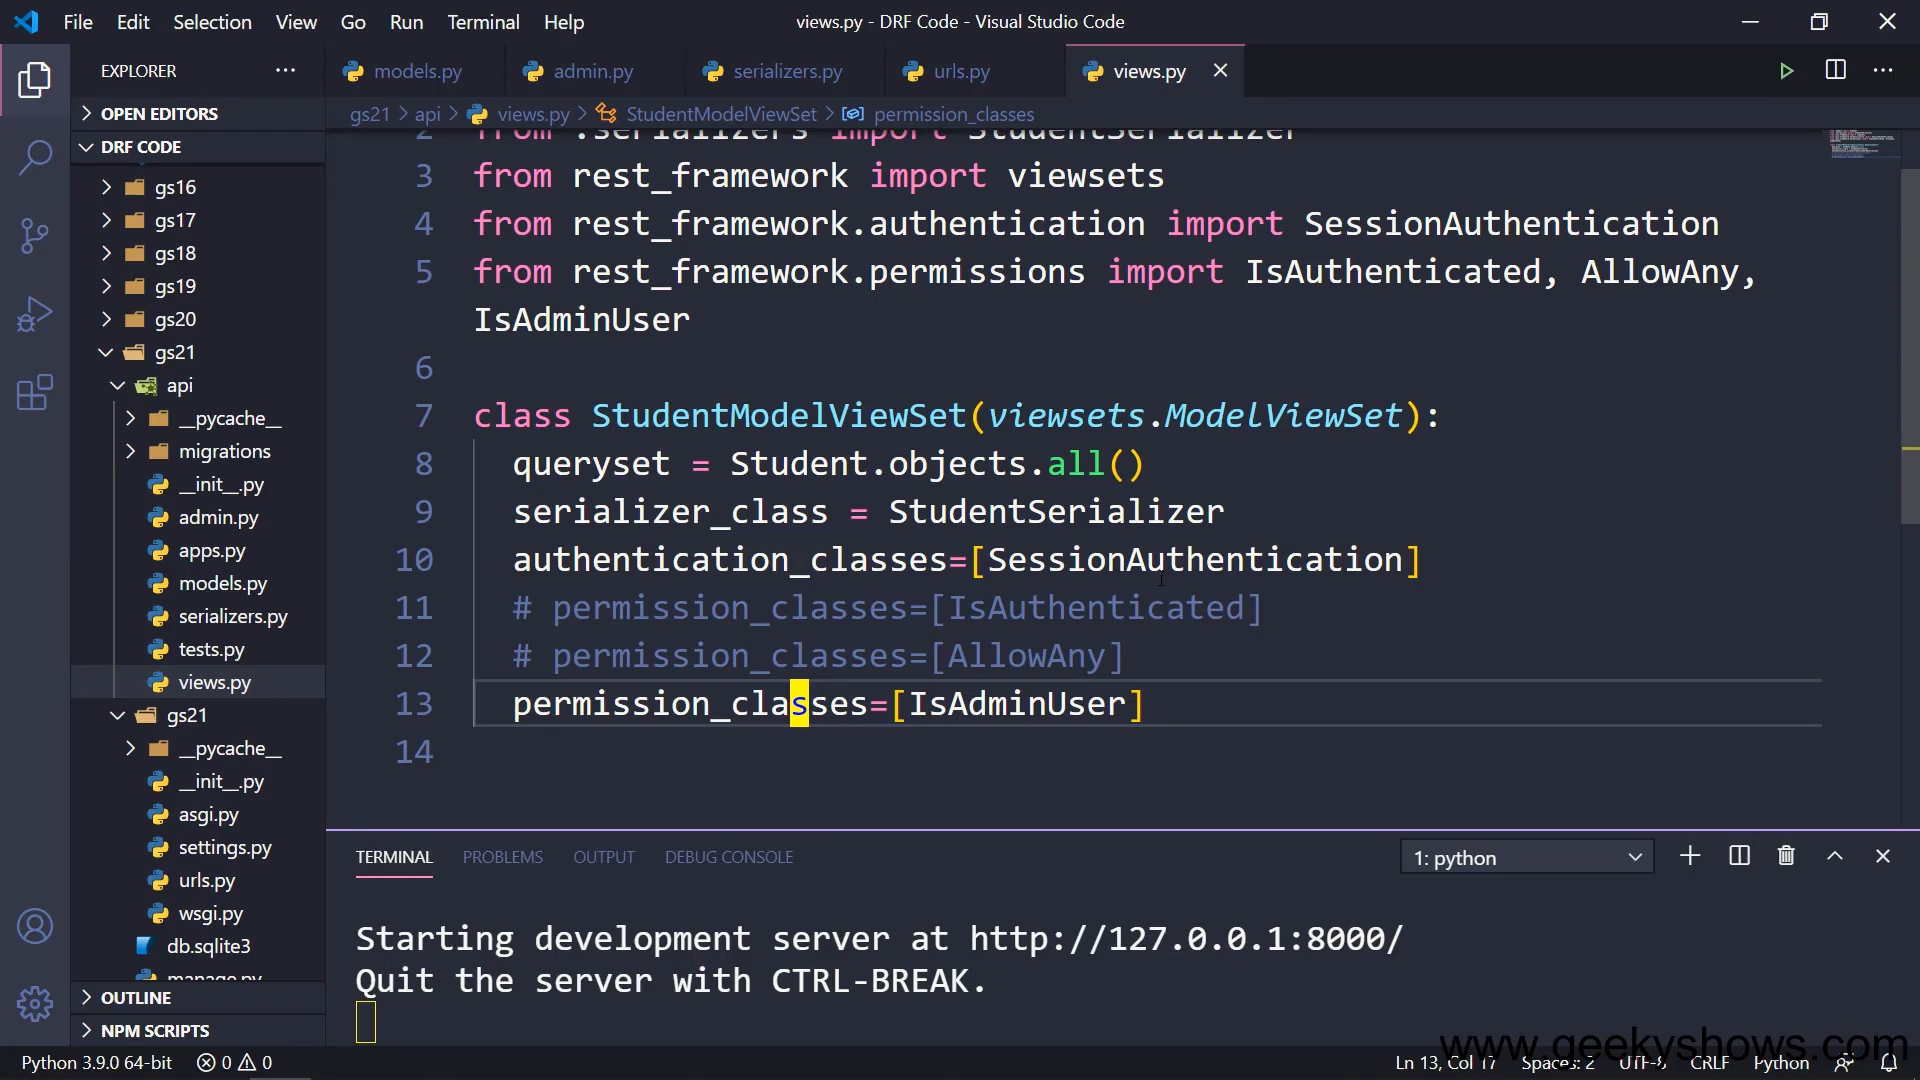 File Edit Selection View Go Run Terminal Help
views.py - DRF Code - Visual Studio Code
EXPLORER
models.py
admin.py
serializers.py
urls.py
views.py
OPEN EDITORS
gs21 > api > views.py > StudentModelViewSet > permission_classes
DRF CODE
gs16
gs17
gs18
gs19
gs20
gs21
api
__pycache__
migrations
__init__.py
admin.py
apps.py
models.py
serializers.py
tests.py
views.py
gs21
__pycache__
__init__.py
asgi.py
settings.py
urls.py
wsgi.py
db.sqlite3
manage.py
OUTLINE
NPM SCRIPTS
2 from .serializers import StudentSerializer
3 from rest_framework import viewsets
4 from rest_framework.authentication import SessionAuthentication
5 from rest_framework.permissions import IsAuthenticated, AllowAny,
IsAdminUser
6
7 class StudentModelViewSet(viewsets.ModelViewSet):
8 queryset = Student.objects.all()
9 serializer_class = StudentSerializer
10 authentication_classes=[SessionAuthentication]
11 # permission_classes=[IsAuthenticated]
12 # permission_classes=[AllowAny]
13 permission_classes=[IsAdminUser]
14
TERMINAL PROBLEMS OUTPUT DEBUG CONSOLE
1: python
Starting development server at http://127.0.0.1:8000/
Quit the server with CTRL-BREAK.
www.geekyshows.com
Python 3.9.0 64-bit 0 0
Ln 13, Col 17 Spaces: 2 UTF-8 CRLF Python